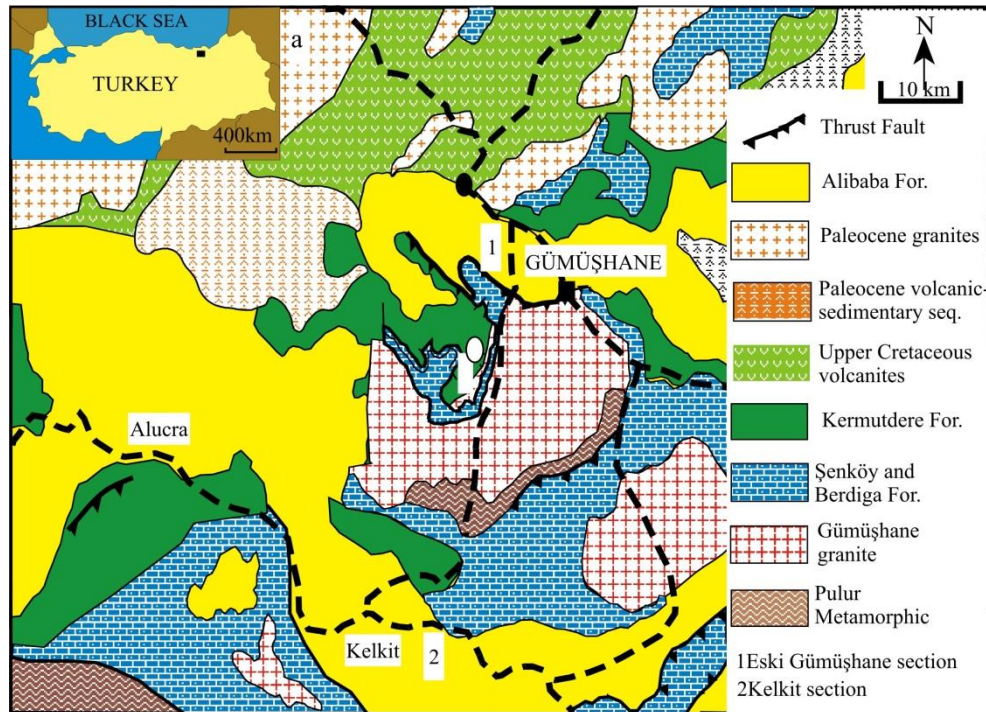 BLACK SEA
TURKEY
400km
a
N
10 km
1
GÜMÜŞHANE
Alucra
Kelkit
2
Thrust Fault
Alibaba For.
Paleocene granites
Paleocene volcanic-
sedimentary seq.
Upper Cretaceous
volcanites
Kermutdere For.
Şenköy and
Berdiga For.
Gümüşhane
granite
Pulur
Metamorphic
1Eski Gümüşhane section
2Kelkit section